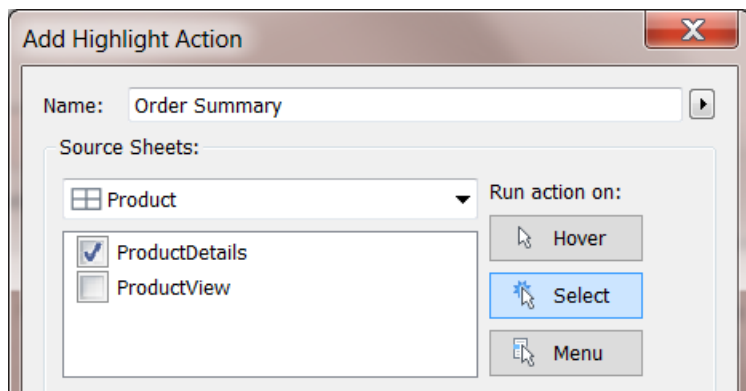 Add Highlight Action
X
Name: Order Summary
Source Sheets:
Product
Run action on:
ProductDetails
ProductView
Hover
Select
Menu